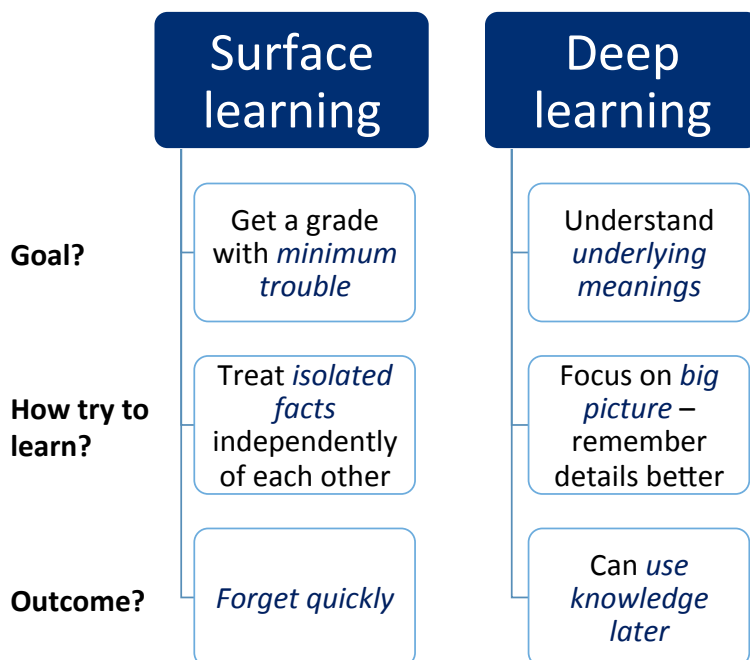 Surface
learning
Deep
learning
Goal?
Get a grade
with minimum
trouble
Understand
underlying
meanings
How try to
learn?
Treat isolated
facts
independently
of each other
Focus on big
picture –
remember
details better
Outcome?
Forget quickly
Can use
knowledge
later